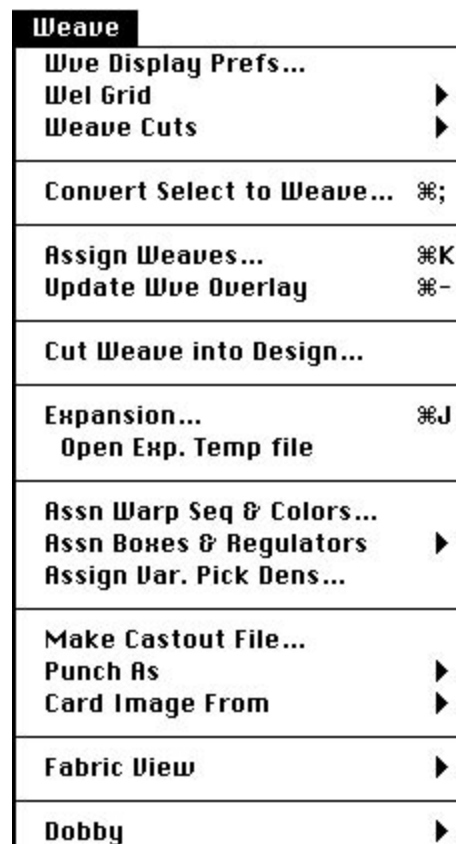 Weave
Wve Display Prefs...
Wel Grid
Weave Cuts
Convert Select to Weave... ⌘;
Assign Weaves... ⌘K
Update Wve Overlay ⌘-
Cut Weave into Design...
Expansion... ⌘J
Open Exp. Temp file
Assn Warp Seq & Colors...
Assn Boxes & Regulators
Assign Var. Pick Dens...
Make Castout File...
Punch As
Card Image From
Fabric View
Dobby